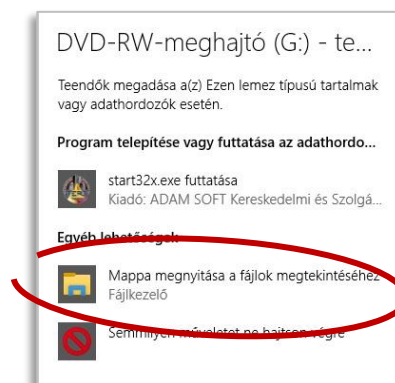 DVD-RW-meghajtó (G:) - te...
Teendők megadása a(z) Ezen lemez típusú tartalmak
vagy adathordozók esetén.
Program telepítése vagy futtatása az adathordo...
start32x.exe futtatása
Kiadó: ADAM SOFT Kereskedelmi és Szolgá...
Egyéb lehetőségek
Mappa megnyitása a fájlok megtekintéséhez
Fájlkezelő
Semmilyen műveletet ne hajtson végre